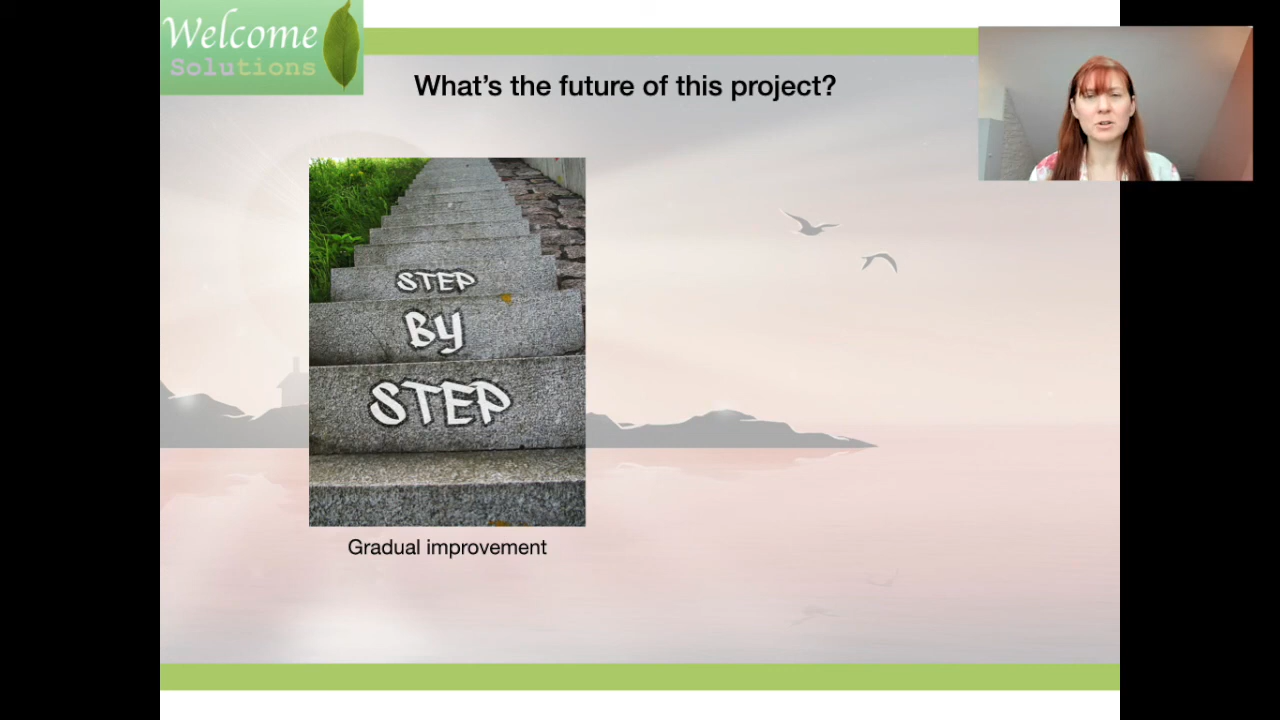 Welcome
Solutions
What's the future of this project?
STEP
By
STEP
Gradual improvement